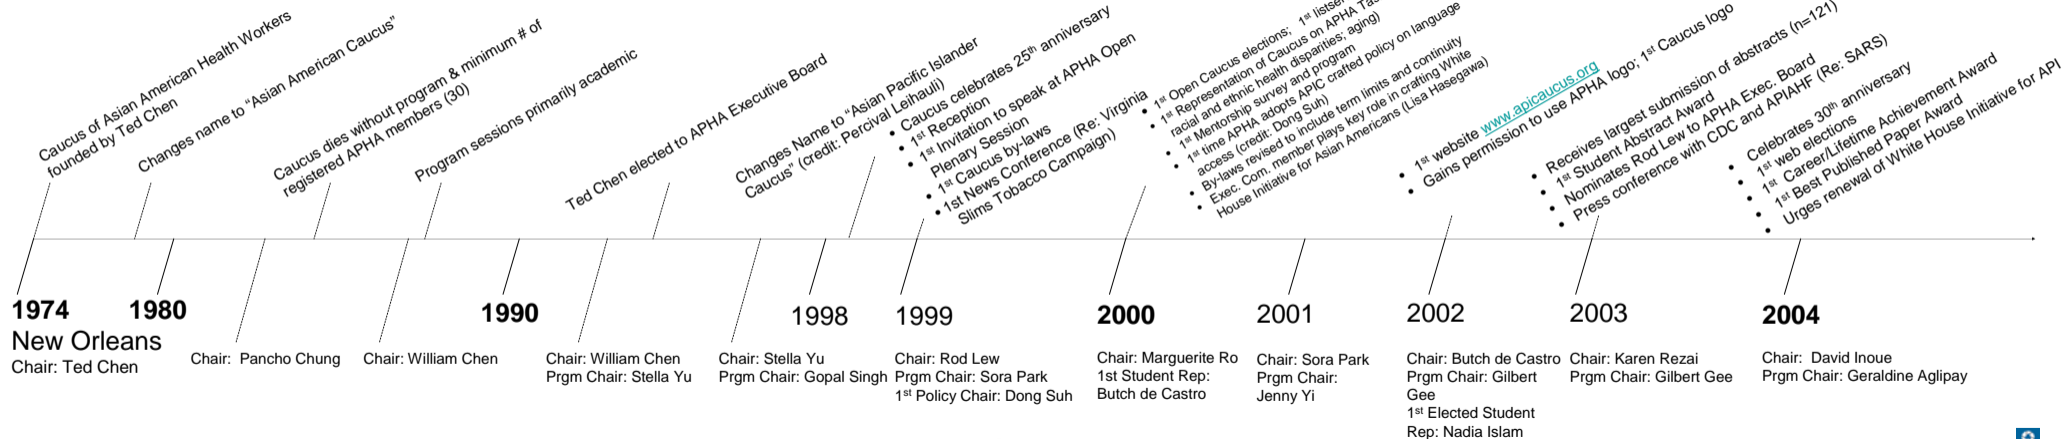 Caucus of Asian American Health Workers
founded by Ted Chen
Changes name to “Asian American Caucus”
Caucus dies without program & minimum # of
registered APHA members (30)
Program sessions primarily academic
Ted Chen elected to APHA Executive Board
Changes Name to “Asian Pacific Islander
Caucus” (credit: Percival Leihauli)
• Caucus celebrates 25th anniversary
• 1st Reception
• 1st Invitation to speak at APHA Open
Plenary Session
• 1st Caucus by-laws
• 1st News Conference (Re: Virginia
Slims Tobacco Campaign)
• 1st Open Caucus elections; 1st
• 1st Representation of Caucus on APHA
racial and ethnic health disparities; aging)
• 1st Mentorship survey and program
• 1st time APHA adopts APIC crafted policy on language
access (credit: Dong Suh)
• By-laws revised to include term limits and continuity
• Exec. Com. member plays key role in crafting White
House Initiative for Asian Americans (Lisa Hasegawa)
• 1st website www.apicaucus.org
• Gains permission to use APHA logo; 1st Caucus logo
• Receives largest submission of abstracts (n=121)
• 1st Student Abstract Award
• Nominates Rod Lew to APHA Exec. Board
• Press conference with CDC and APIAHF (Re: SARS)
• Celebrates 30th anniversary
• 1st web elections
• 1st Career/Lifetime Achievement Award
• 1st Best Published Paper Award
• Urges renewal of White House Initiative for API
1974
New Orleans
Chair: Ted Chen
1980
Chair: Pancho Chung
Chair: William Chen
1990
Chair: William Chen
Prgm Chair: Stella Yu
1998
Chair: Stella Yu
Prgm Chair: Gopal Singh
1999
Chair: Rod Lew
Prgm Chair: Sora Park
1st Policy Chair: Dong Suh
2000
Chair: Marguerite Ro
1st Student Rep:
Butch de Castro
2001
Chair: Sora Park
Prgm Chair:
Jenny Yi
2002
Chair: Butch de Castro
Prgm Chair: Gilbert
Gee
1st Elected Student
Rep: Nadia Islam
2003
Chair: Karen Rezai
Prgm Chair: Gilbert Gee
2004
Chair: David Inoue
Prgm Chair: Geraldine Aglipay